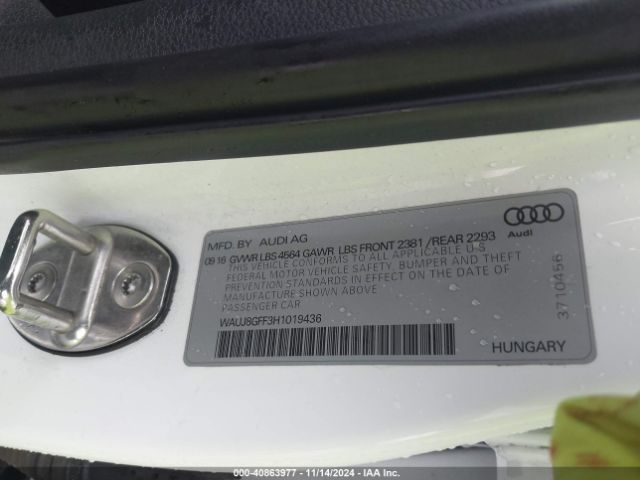 MFD. BY AUDI AG
09 16 GVWR LBS 4664 GAWR LBS FRONT 2381 /REAR 2293
THIS VEHICLE CONFORMS TO ALL APPLICABLE U S
FEDERAL MOTOR VEHICLE SAFETY, BUMPER AND THEFT
PREVENTION STANDARDS IN EFFECT ON THE DATE OF
MANUFACTURE SHOWN ABOVE.
PASSENGER CAR
WAUJ8GFF3H1019436
HUNGARY
Audi
3710456
00-40863977 - 11/14/2024 - IAA Inc.